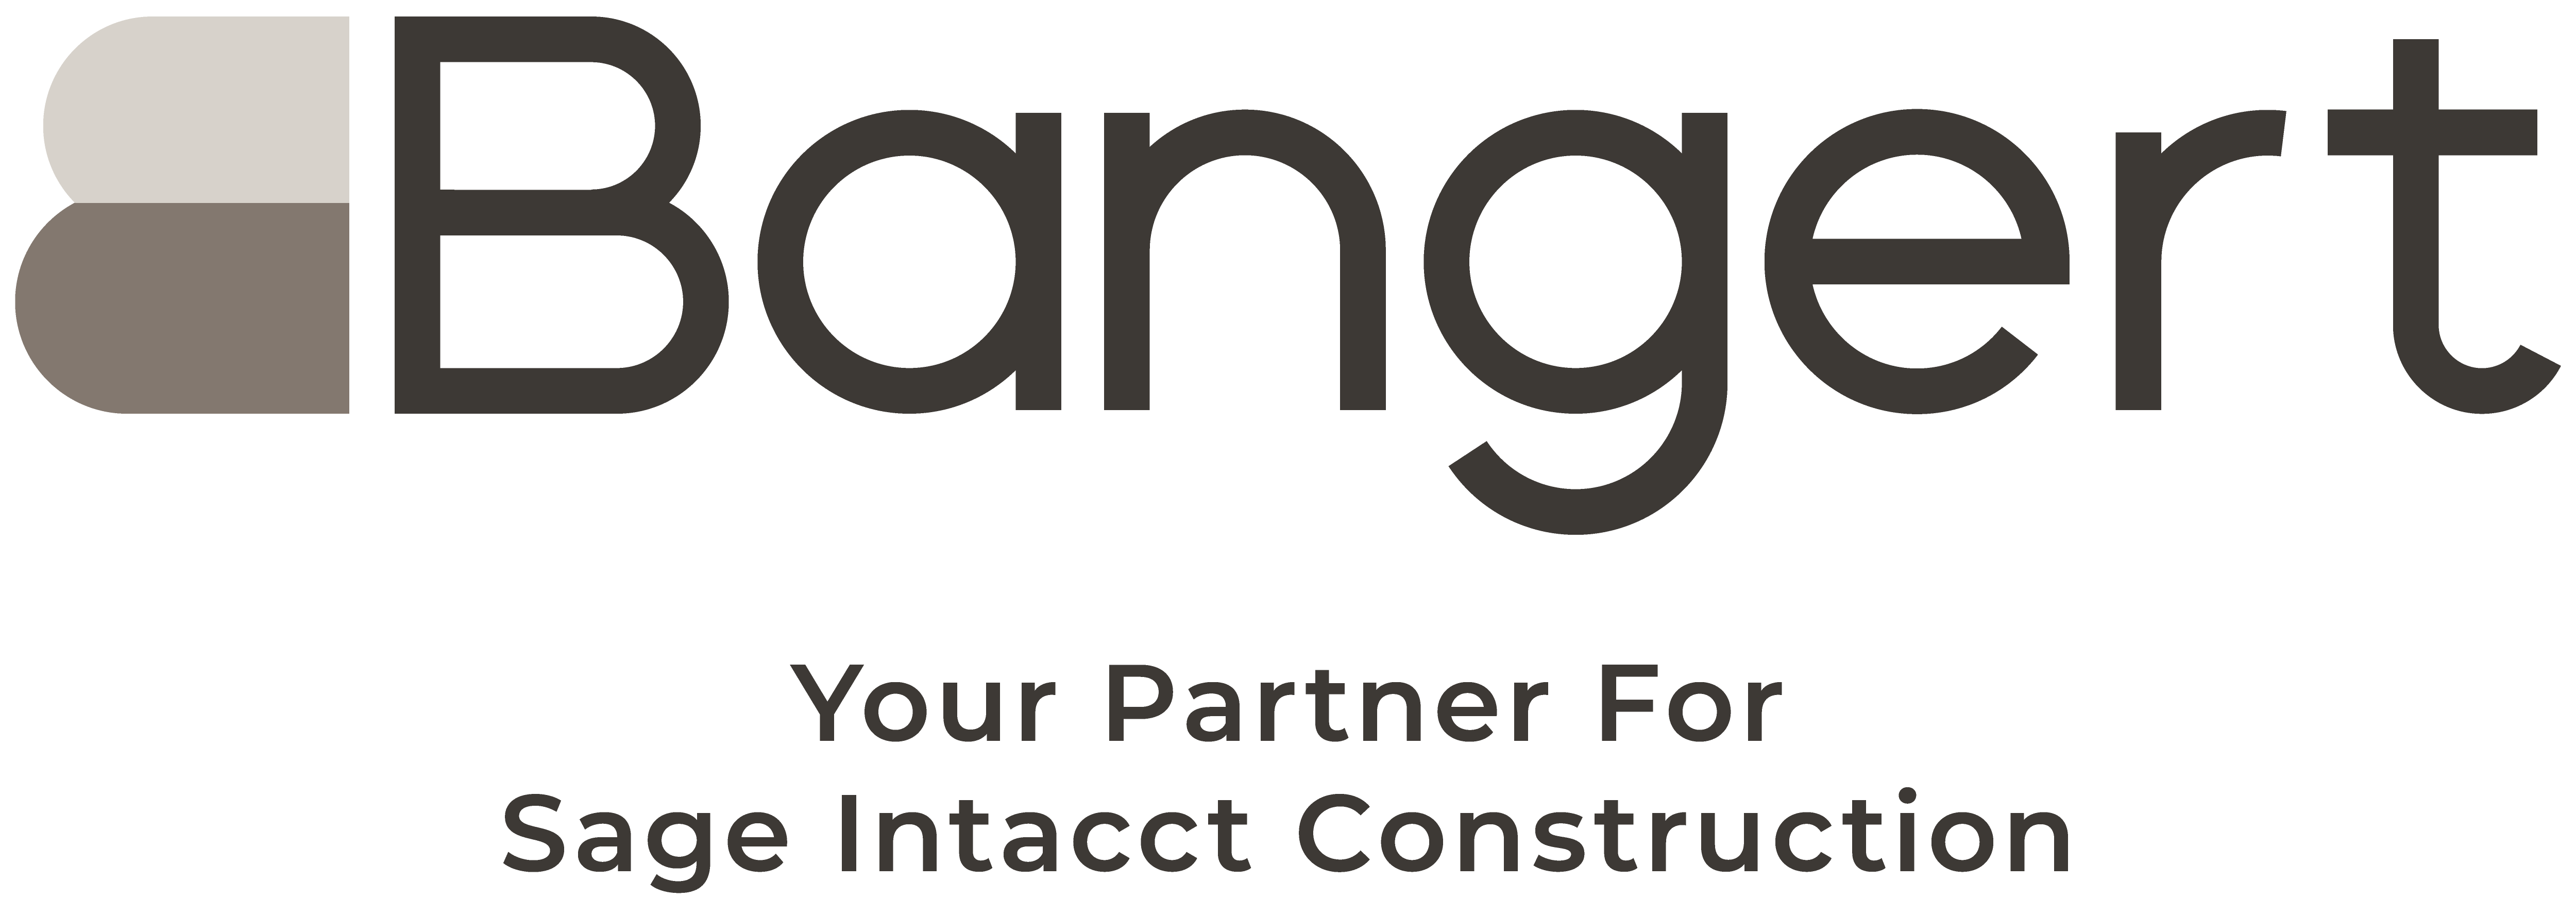 Bangert
Your Partner For
Sage Intacct Construction